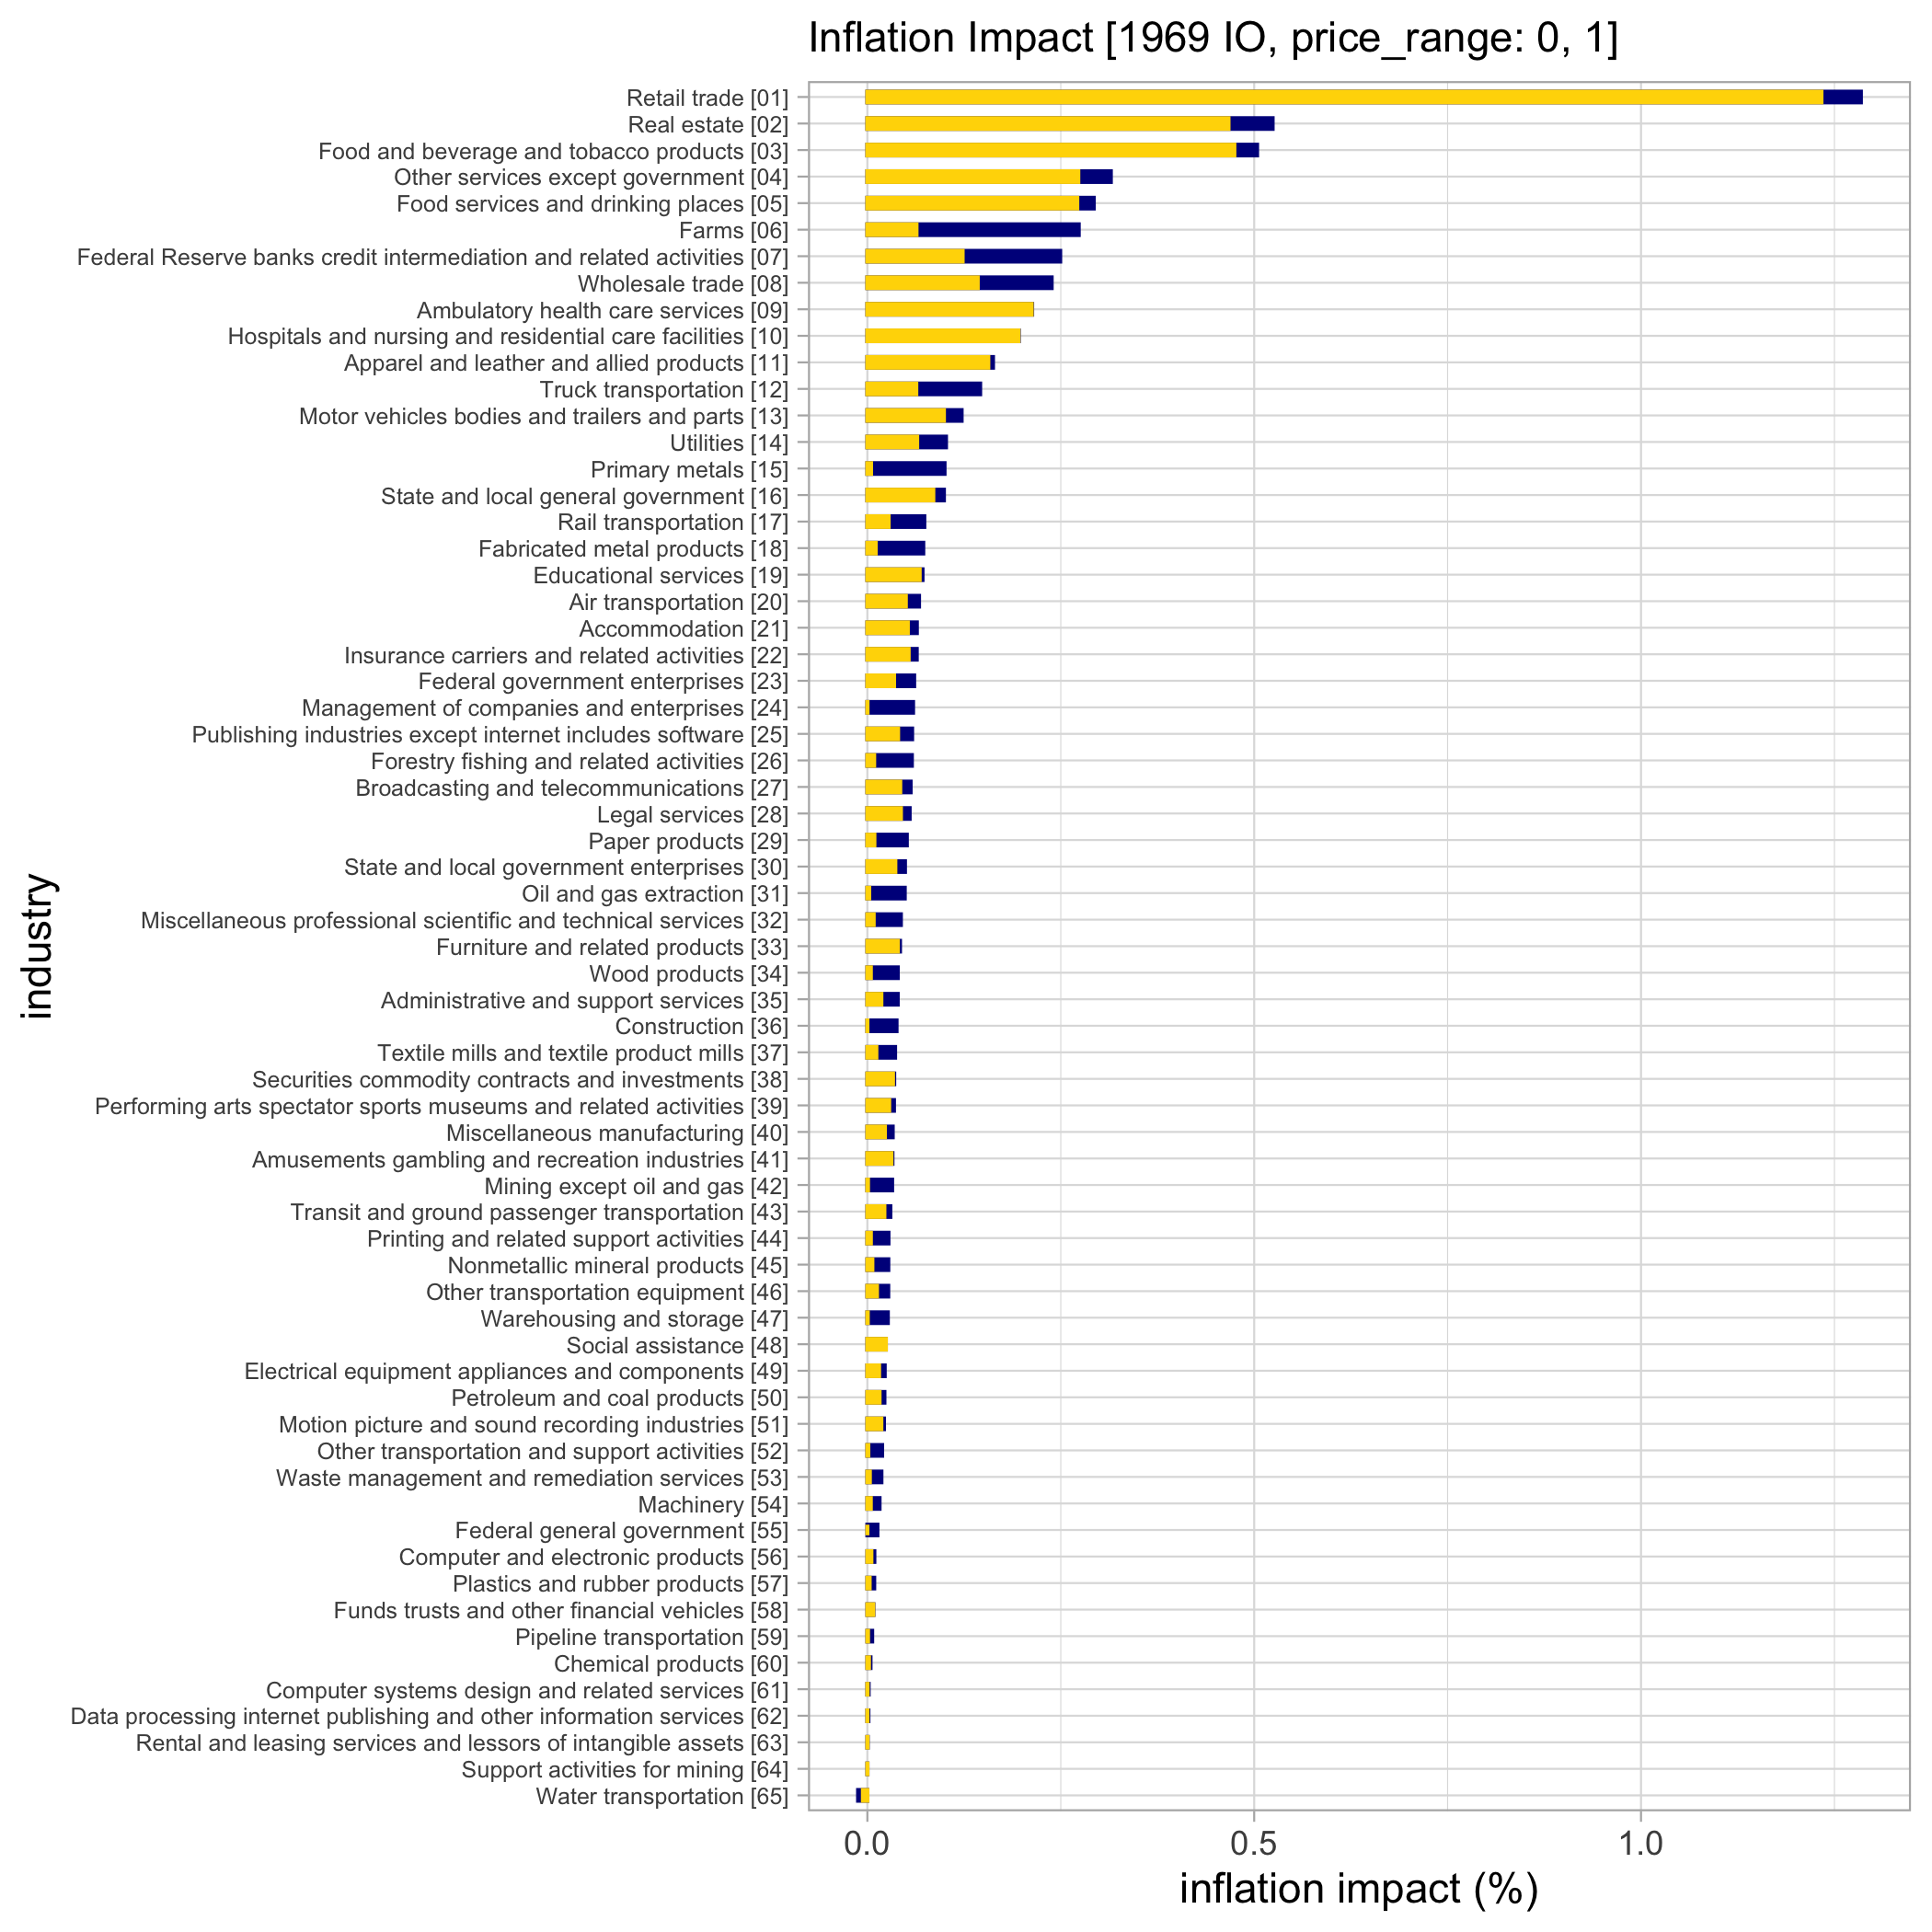 Inflation Impact [1969 IO, price_range: 0, 1]
Retail trade [01]
Real estate [02]
Food and beverage and tobacco products [03]
Other services except government [04]
Food services and drinking places [05]
Farms [06]
Federal Reserve banks credit intermediation and related activities [07]
Wholesale trade [08]
Ambulatory health care services [09]
Hospitals and nursing and residential care facilities [10]
Apparel and leather and allied products [11]
Truck transportation [12]
Motor vehicles bodies and trailers and parts [13]
Utilities [14]
Primary metals [15]
State and local general government [16]
Rail transportation [17]
Fabricated metal products [18]
Educational services [19]
Air transportation [20]
Accommodation [21]
Insurance carriers and related activities [22]
Federal government enterprises [23]
Management of companies and enterprises [24]
Publishing industries except internet includes software [25]
Forestry fishing and related activities [26]
Broadcasting and telecommunications [27]
Legal services [28]
Paper products [29]
State and local government enterprises [30]
Oil and gas extraction [31]
Miscellaneous professional scientific and technical services [32]
Furniture and related products [33]
Wood products [34]
Administrative and support services [35]
Construction [36]
Textile mills and textile product mills [37]
Securities commodity contracts and investments [38]
Performing arts spectator sports museums and related activities [39]
Miscellaneous manufacturing [40]
Amusements gambling and recreation industries [41]
Mining except oil and gas [42]
Transit and ground passenger transportation [43]
Printing and related support activities [44]
Nonmetallic mineral products [45]
Other transportation equipment [46]
Warehousing and storage [47]
Social assistance [48]
Electrical equipment appliances and components [49]
Petroleum and coal products [50]
Motion picture and sound recording industries [51]
Other transportation and support activities [52]
Waste management and remediation services [53]
Machinery [54]
Federal general government [55]
Computer and electronic products [56]
Plastics and rubber products [57]
Funds trusts and other financial vehicles [58]
Pipeline transportation [59]
Chemical products [60]
Computer systems design and related services [61]
Data processing internet publishing and other information services [62]
Rental and leasing services and lessors of intangible assets [63]
Support activities for mining [64]
Water transportation [65]
industry
0.0 0.5 1.0
inflation impact (%)